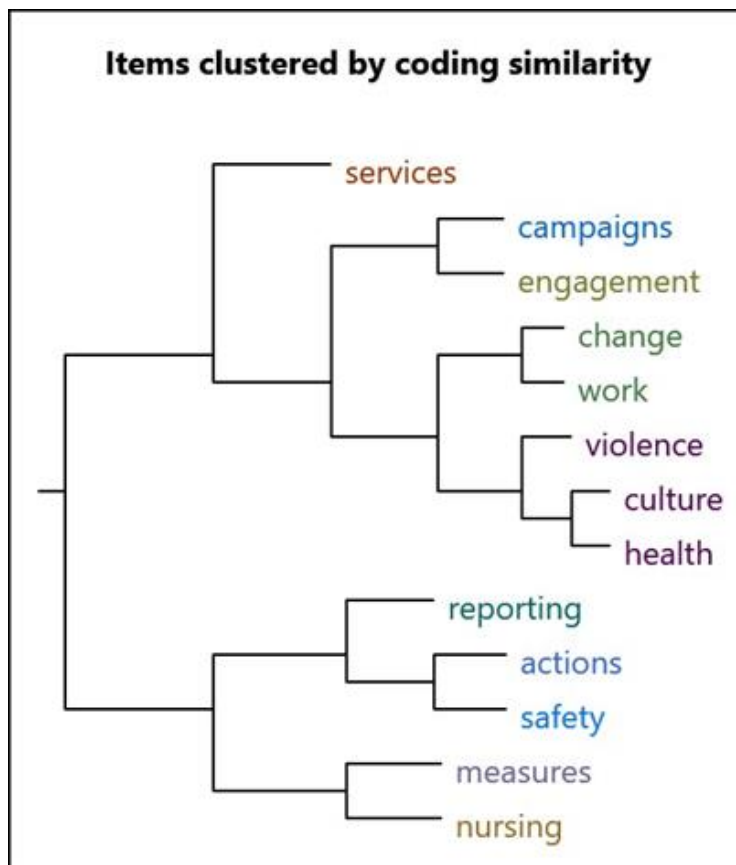 Items clustered by coding similarity
services
campaigns
engagement
change
work
violence
culture
health
reporting
actions
safety
measures
nursing